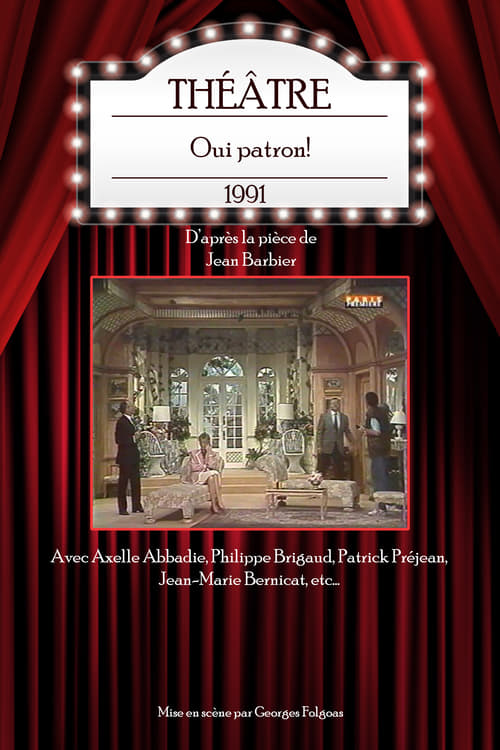 THÉÂTRE
Oui patron!
1991
D'après la pièce de
Jean Barbier
PARIS
PREMIERE
Avec Axelle Abbadie, Philippe Brigaud, Patrick Préjean,
Jean-Marie Bernicat, etc...
Mise en scène par Georges Folgoas